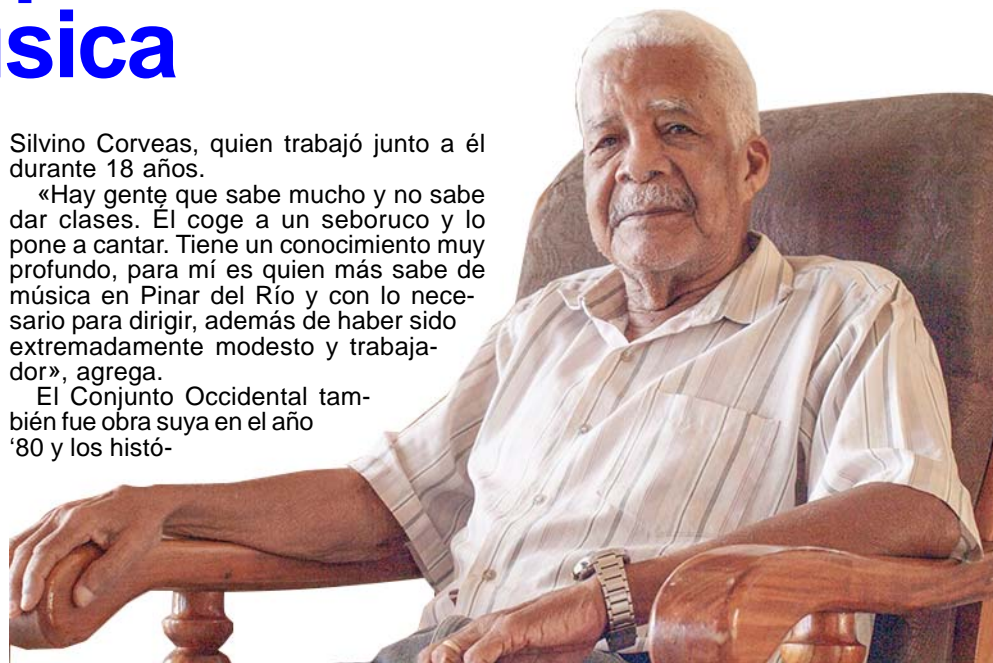 sica
Silvino Corveas, quien trabajó junto a él
durante 18 años.
«Hay gente que sabe mucho y no sabe
dar clases. Él coge a un seboruco y lo
pone a cantar. Tiene un conocimiento muy
profundo, para mí es quien más sabe de
música en Pinar del Río y con lo nece-
sario para dirigir, además de haber sido
extremadamente modesto y trabaja-
dor», agrega.
El Conjunto Occidental tam-
bién fue obra suya en el año
‘80 y los histó-